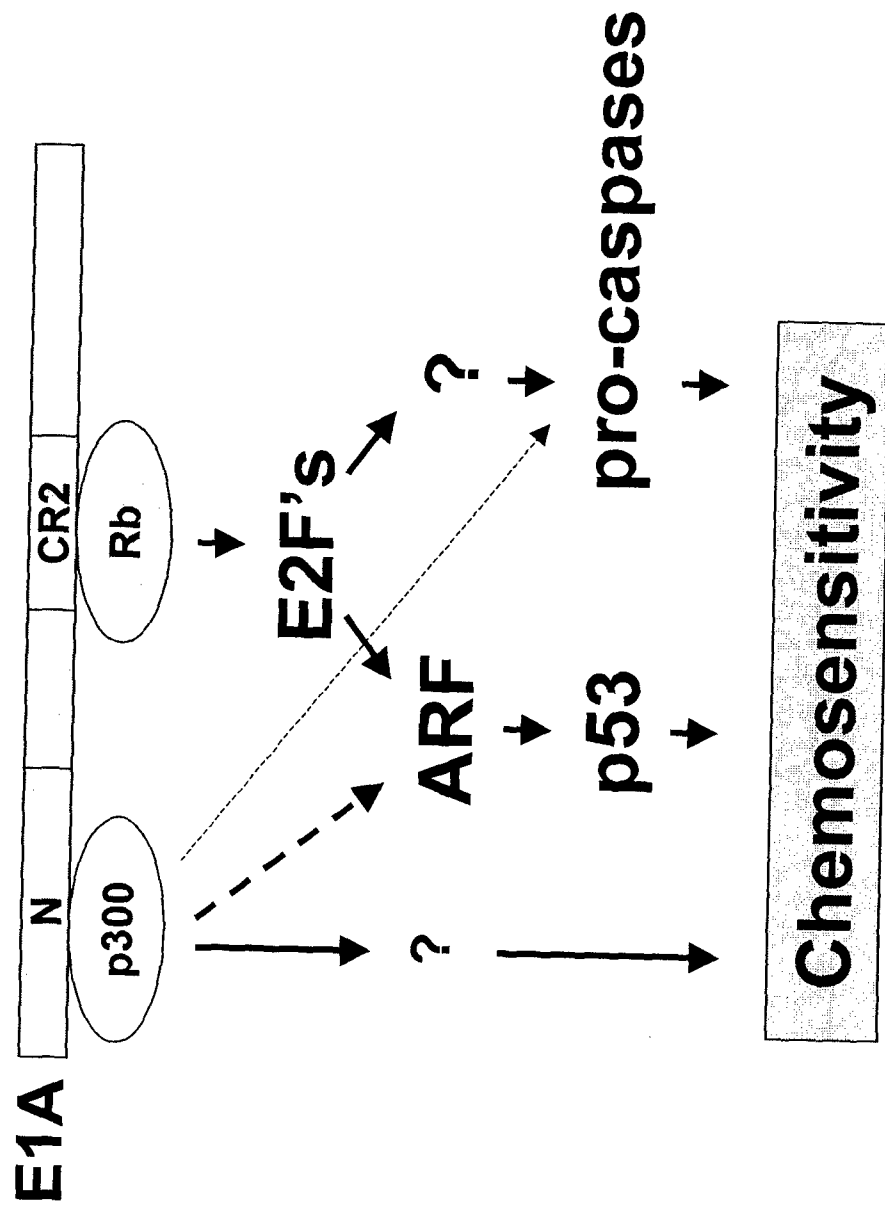 E1A
N
CR2
p300
Rb
E2F's
?
ARF
?
p53
pro-caspases
Chemosensitivity